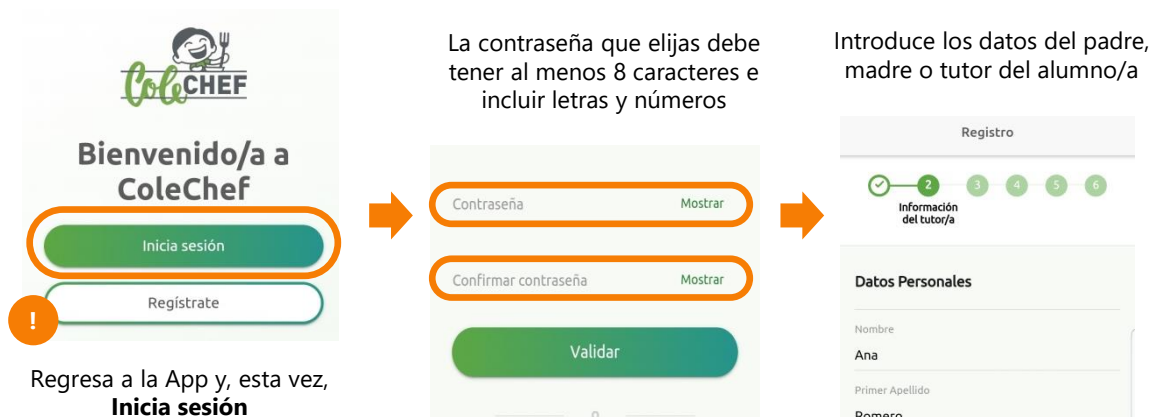 ColeCHEF
Bienvenido/a a
ColeChef
Inicia sesión
Regístrate
!
Regresa a la App y, esta vez,
Inicia sesión
La contraseña que elijas debe
tener al menos 8 caracteres e
incluir letras y números
Contraseña Mostrar
Confirmar contraseña Mostrar
Validar
Introduce los datos del padre,
madre o tutor del alumno/a
Registro
2 3 4 5 6
Información
del tutor/a
Datos Personales
Nombre
Ana
Primer Apellido
Romero